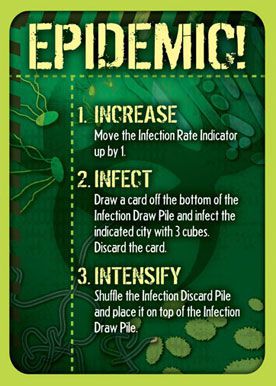 EPIDEMIC!
1. INCREASE
Move the Infection Rate Indicator
up by 1.
2. INFECT
Draw a card off the bottom of the
Infection Draw Pile and infect the
indicated city with 3 cubes.
Discard the card.
3. INTENSIFY
Shuffle the Infection Discard Pile
and place it on top of the Infection
Draw Pile.